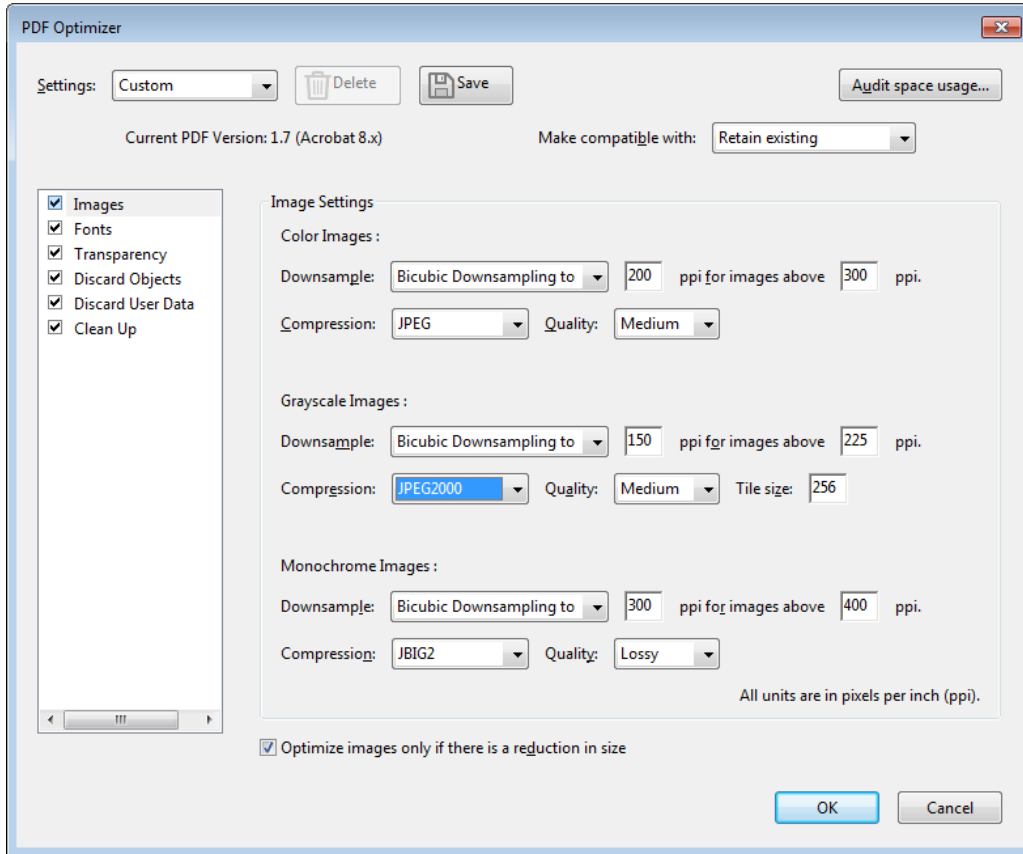 PDF Optimizer
Settings: Custom Delete Save Audit space usage...
Current PDF Version: 1.7 (Acrobat 8.x) Make compatible with: Retain existing
Images
Fonts
Transparency
Discard Objects
Discard User Data
Clean Up
Image Settings
Color Images :
Downsample: Bicubic Downsampling to 200 ppi for images above 300 ppi.
Compression: JPEG Quality: Medium
Grayscale Images :
Downsample: Bicubic Downsampling to 150 ppi for images above 225 ppi.
Compression: JPEG2000 Quality: Medium Tile size: 256
Monochrome Images :
Downsample: Bicubic Downsampling to 300 ppi for images above 400 ppi.
Compression: JBIG2 Quality: Lossy
All units are in pixels per inch (ppi).
Optimize images only if there is a reduction in size
OK Cancel